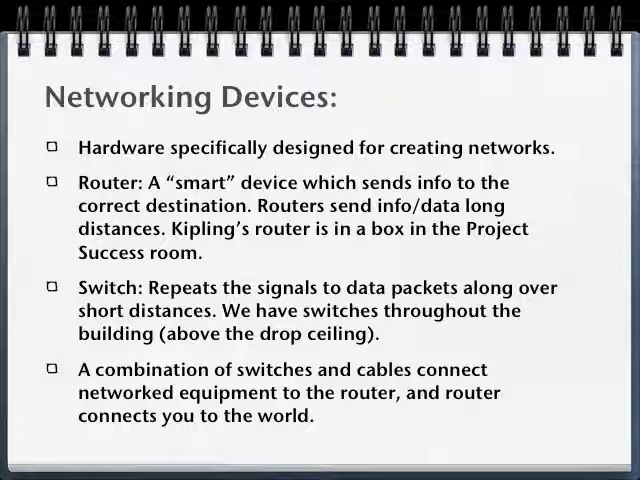 Networking Devices:
Hardware specifically designed for creating networks.
Router: A “smart” device which sends info to the
correct destination. Routers send info/data long
distances. Kipling’s router is in a box in the Project
Success room.
Switch: Repeats the signals to data packets along over
short distances. We have switches throughout the
building (above the drop ceiling).
A combination of switches and cables connect
networked equipment to the router, and router
connects you to the world.